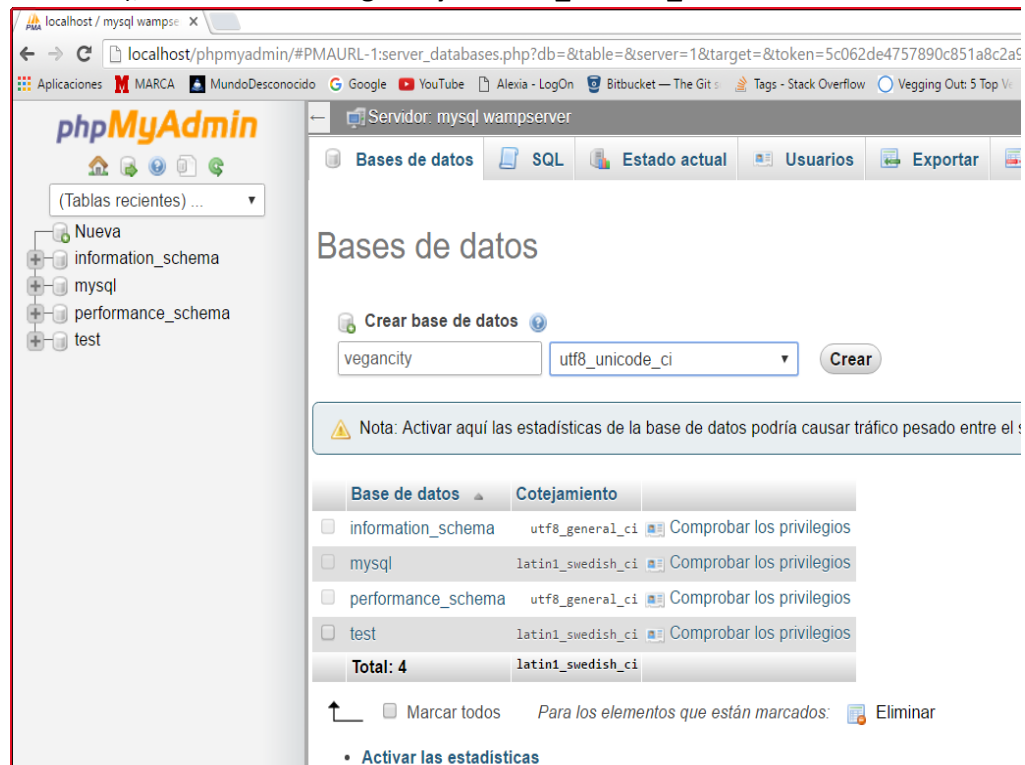 localhost / mysql wampse
localhost/phpmyadmin/#PMAURL-1:server_databases.php?db=&table=&server=1&target=&token=5c062de4757890c851a8c2a9
Aplicaciones MARCA MundoDesconocido Google YouTube Alexia - LogOn Bitbucket — The Git s Tags - Stack Overflow Vegging Out: 5 Top Ve
phpMyAdmin
(Tablas recientes) ...
Nueva
information_schema
mysql
performance_schema
test
Servidor: mysql wampserver
Bases de datos SQL Estado actual Usuarios Exportar
Bases de datos
Crear base de datos
vegancity utf8_unicode_ci Crear
Nota: Activar aquí las estadísticas de la base de datos podría causar tráfico pesado entre el s
Base de datos Cotejamiento
information_schema utf8_general_ci Comprobar los privilegios
mysql latin1_swedish_ci Comprobar los privilegios
performance_schema utf8_general_ci Comprobar los privilegios
test latin1_swedish_ci Comprobar los privilegios
Total: 4 latin1_swedish_ci
Marcar todos Para los elementos que están marcados: Eliminar
• Activar las estadísticas